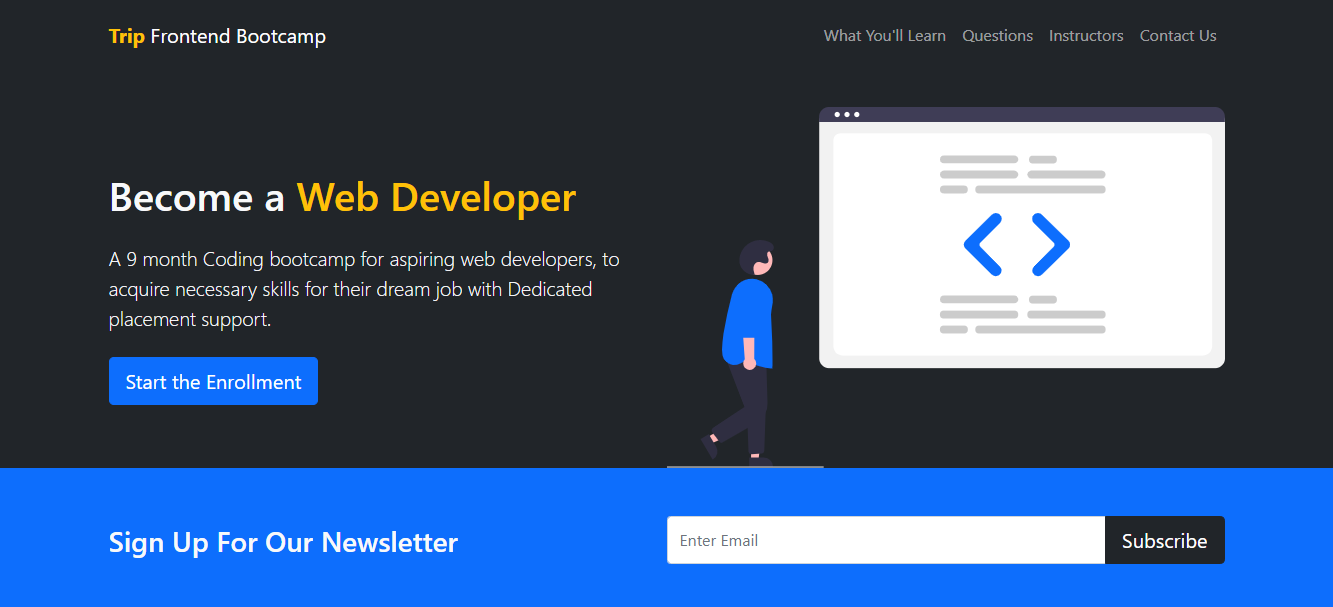 Trip Frontend Bootcamp
What You'll Learn Questions Instructors Contact Us
Become a Web Developer
A 9 month Coding bootcamp for aspiring web developers, to
acquire necessary skills for their dream job with Dedicated
placement support.
Start the Enrollment
Sign Up For Our Newsletter
Enter Email
Subscribe